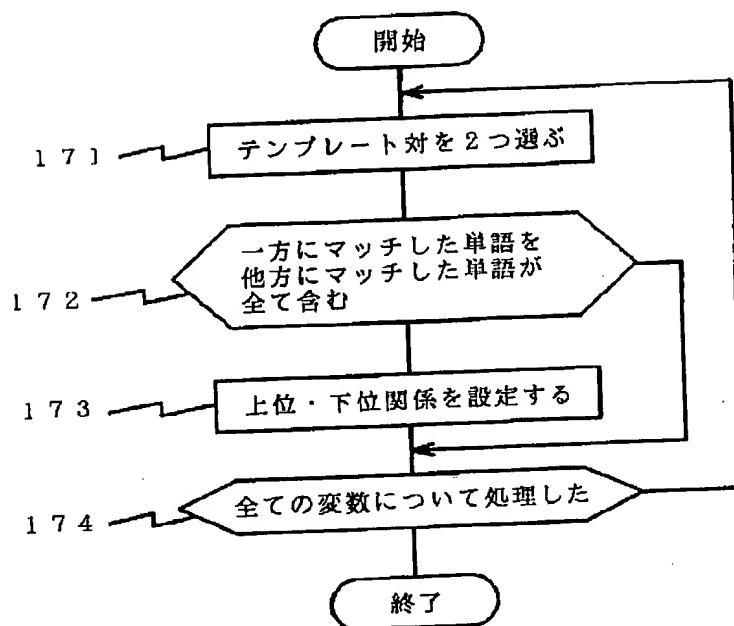 開始
171
テンプレート対を2つ選ぶ
172
一方にマッチした単語を
他方にマッチした単語が
全て含む
173
上位・下位関係を設定する
174
全ての変数について処理した
終了